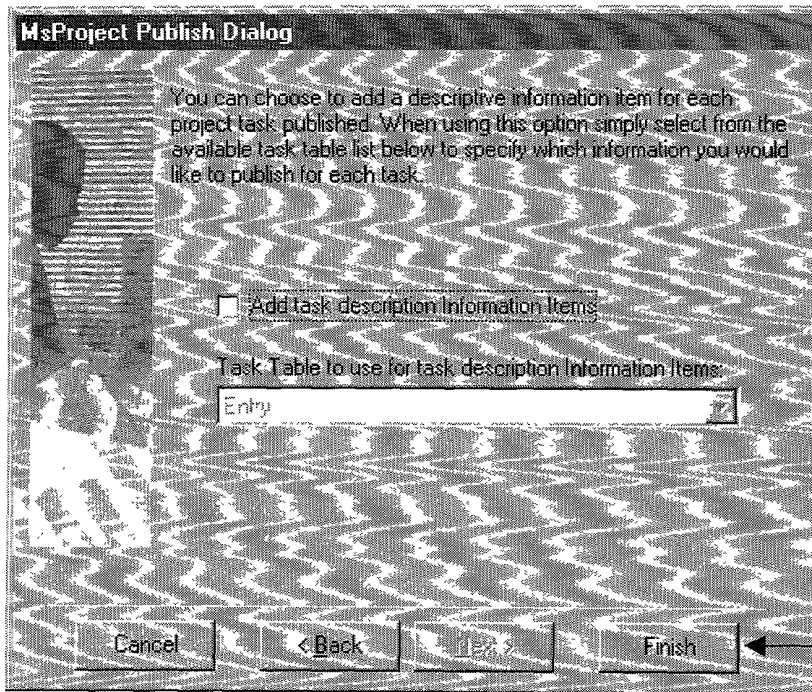 MsProject Publish Dialog
You can choose to add a descriptive information item for each
project task published. When using this option simply select from the
available task table list below to specify which information you would
like to publish for each task.
Add task description Information Items
Task Table to use for task description Information Items:
Entry
Cancel
< Back
Next >
Finish